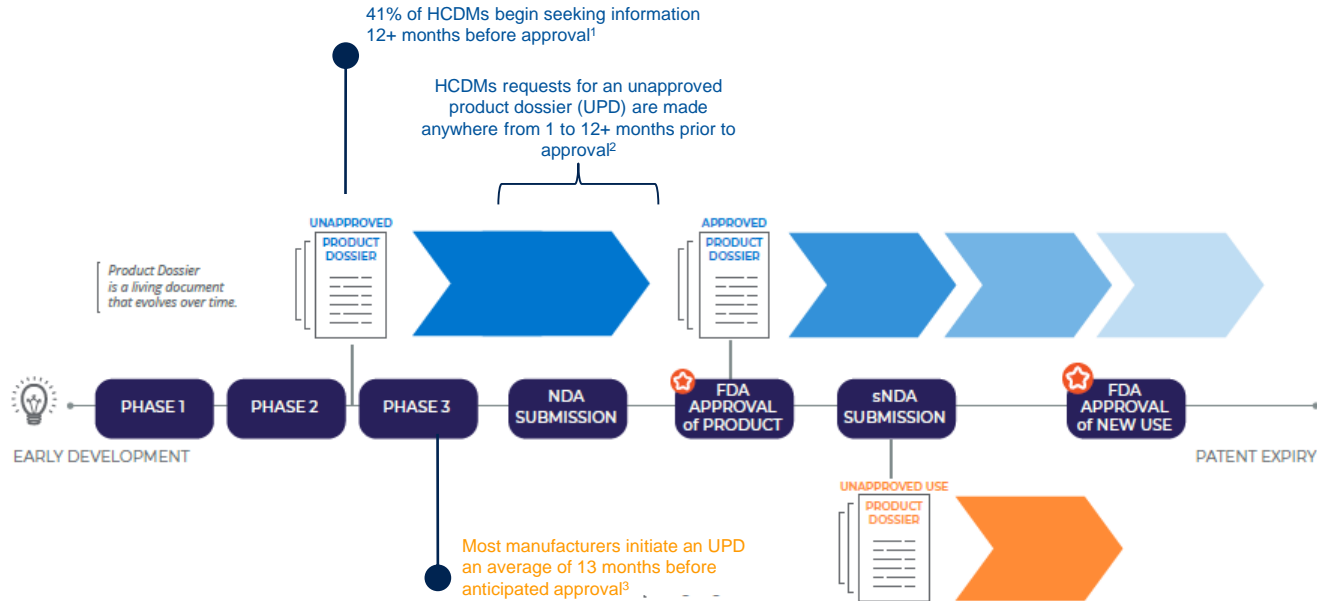 41% of HCDMs begin seeking information
12+ months before approval¹
HCDMs requests for an unapproved
product dossier (UPD) are made
anywhere from 1 to 12+ months prior to
approval²
UNAPPROVED
PRODUCT
DOSSIER
APPROVED
PRODUCT
DOSSIER
Product Dossier
is a living document
that evolves over time.
PHASE 1
PHASE 2
PHASE 3
NDA
SUBMISSION
FDA
APPROVAL
of PRODUCT
sNDA
SUBMISSION
FDA
APPROVAL
of NEW USE
EARLY DEVELOPMENT
PATENT EXPIRY
UNAPPROVED USE
PRODUCT
DOSSIER
Most manufacturers initiate an UPD
an average of 13 months before
anticipated approval³